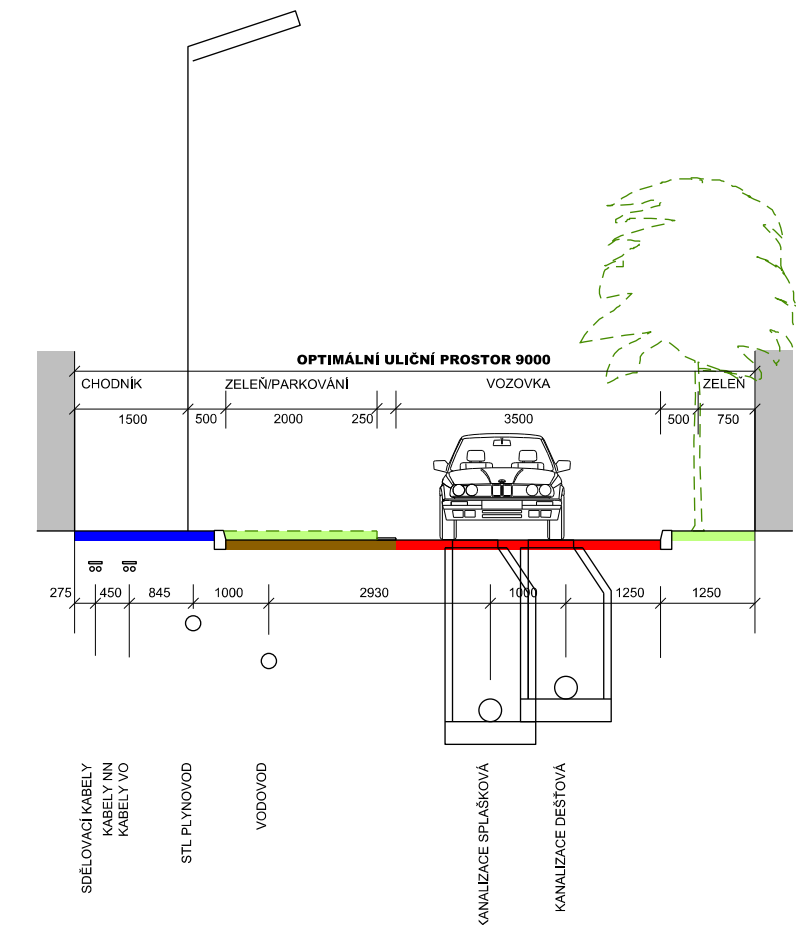 OPTIMÁLNÍ ULIČNÍ PROSTOR 9000
CHODNÍK ZELEŇ/PARKOVÁNÍ VOZOVKA ZELEŇ
1500 500 2000 250 3500 500 750
275 450 845 1000 2930 1000 1250 1250
SDĚLOVACÍ KABELY
KABELY NN
KABELY VO
STL PLYNOVOD
VODOVOD
KANALIZACE SPLAŠKOVÁ
KANALIZACE DEŠŤOVÁ